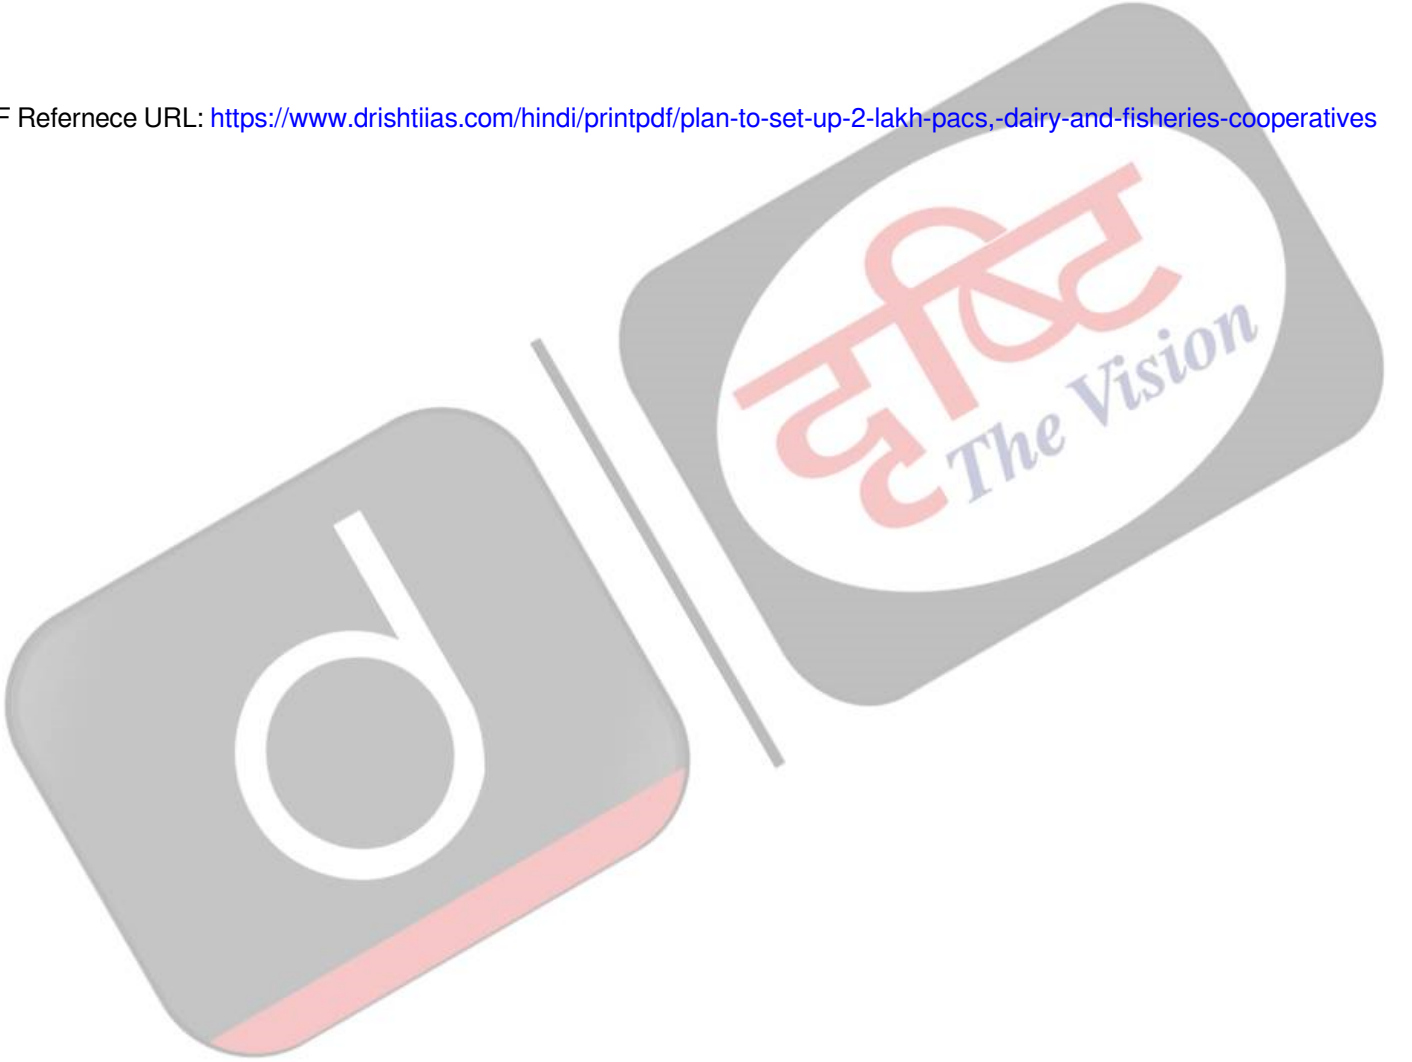 F Refernece URL: https://www.drishtiias.com/hindi/printpdf/plan-to-set-up-2-lakh-pacs,-dairy-and-fisheries-cooperatives
दृष्टि
The Vision
d